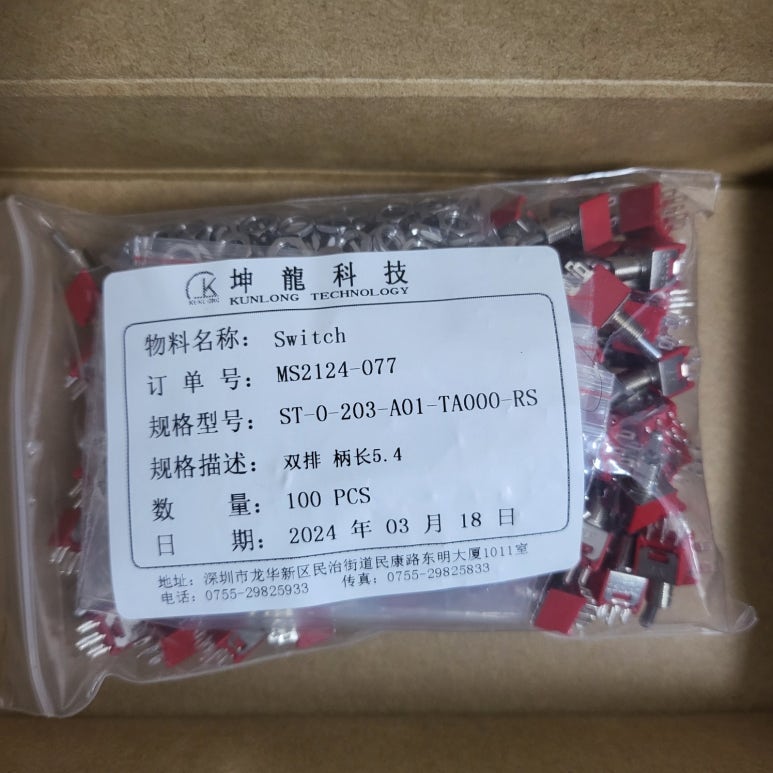 坤龍科技
KUNLONG TECHNOLOGY
物料名称: Switch
订单号: MS2124-077
规格型号: ST-0-203-A01-TA000-RS
规格描述: 双排 柄长5.4
数量: 100 PCS
日期: 2024 年 03 月 18 日
地址: 深圳市龙华新区民治街道民康路东明大厦1011室
电话: 0755-29825933 传真: 0755-29825833